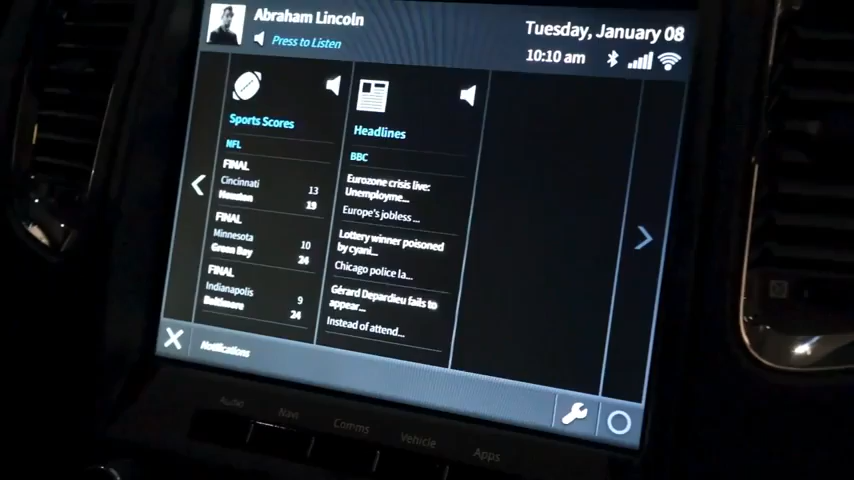 Abraham Lincoln
Press to Listen
Tuesday, January 08
10:10 am
Sports Scores
NFL
FINAL
Cincinnati 13
Houston 19
FINAL
Minnesota 10
Green Bay 24
FINAL
Indianapolis 9
Baltimore 24
Headlines
BBC
Eurozone crisis live:
Unemployme...
Europe's jobless ...
Lottery winner poisoned
by cyani...
Chicago police la...
Gérard Depardieu fails to
appear...
Instead of attend...
Notifications
Audio
Navi
Comms
Vehicle
Apps